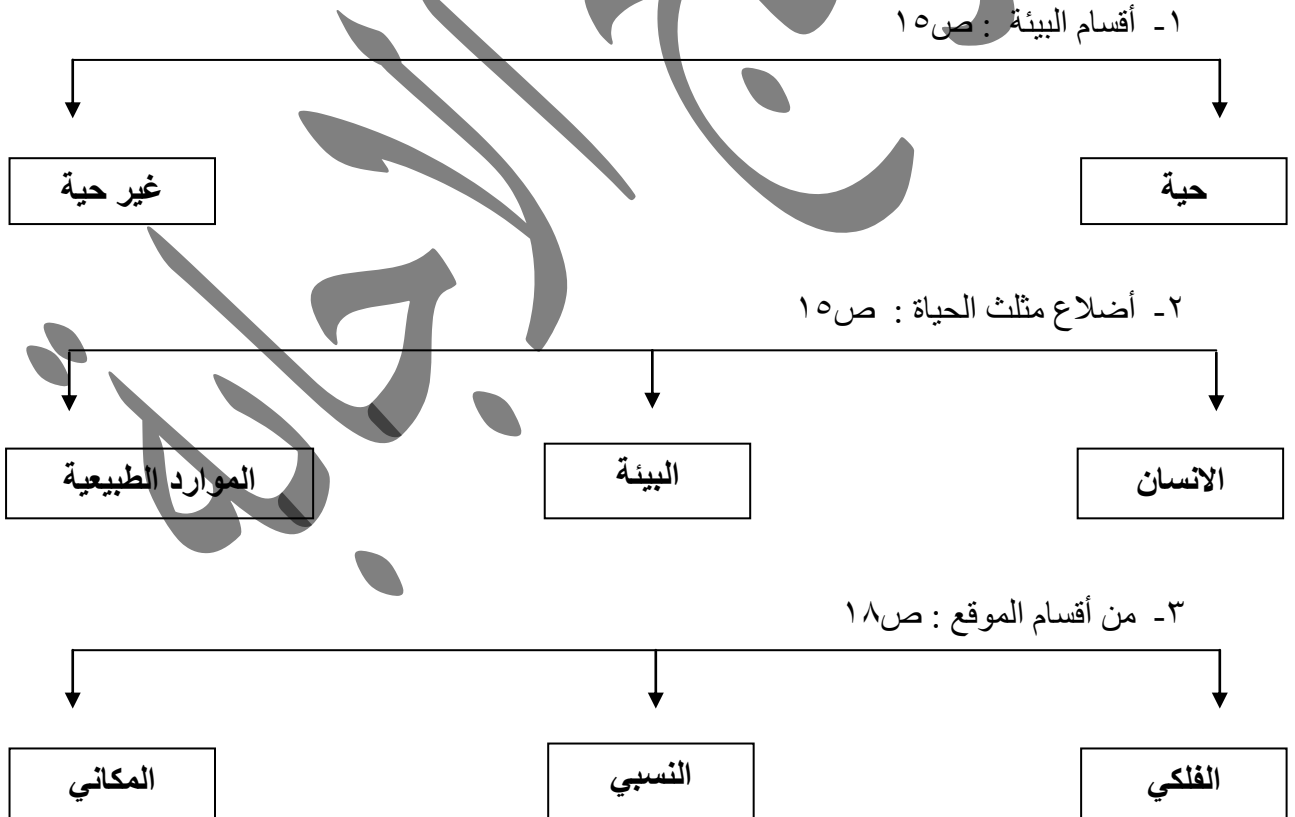 ١- أقسام البيئة : ص١٥
حية
غير حية
٢- أضلاع مثلث الحياة : ص١٥
الانسان
البيئة
الموارد الطبيعية
٣- من أقسام الموقع : ص١٨
الفلكي
النسبي
المكاني